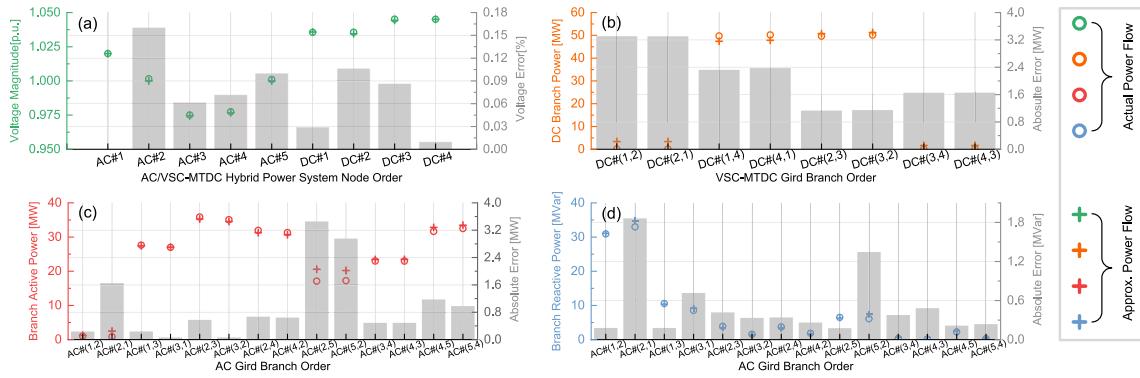 (a)
Voltage Magnitude[p.u.]
1.050
1.025
1.000
0.975
0.950
0.18
0.15
0.12
0.09
0.06
0.03
0.00
Voltage Error[%]
AC#1 AC#2 AC#3 AC#4 AC#5 DC#1 DC#2 DC#3 DC#4
AC/VSC-MTDC Hybrid Power System Node Order
(b)
DC Branch Power [MW]
60
50
40
30
20
10
0
4.0
3.2
2.4
1.6
0.8
0.0
Abosulte Error [MW]
DC#(1,2) DC#(2,1) DC#(1,4) DC#(4,1) DC#(2,3) DC#(3,2) DC#(3,4) DC#(4,3)
VSC-MTDC Gird Branch Order
(c)
Branch Active Power [MW]
40
30
20
10
0
4.0
3.2
2.4
1.6
0.8
0.0
Absolute Error [MW]
AC#(1,2) AC#(2,1) AC#(1,3) AC#(3,1) AC#(2,3) AC#(3,2) AC#(2,4) AC#(4,2) AC#(2,5) AC#(5,2) AC#(3,4) AC#(4,3) AC#(4,5) AC#(5,4)
AC Gird Branch Order
(d)
Branch Reactive Power [MVar]
40
30
20
10
0
1.8
1.2
0.6
0.0
Absolute Error [MVar]
AC#(1,2) AC#(2,1) AC#(1,3) AC#(3,1) AC#(2,3) AC#(3,2) AC#(2,4) AC#(4,2) AC#(2,5) AC#(5,2) AC#(3,4) AC#(4,3) AC#(4,5) AC#(5,4)
AC Gird Branch Order
Actual Power Flow
Approx. Power Flow